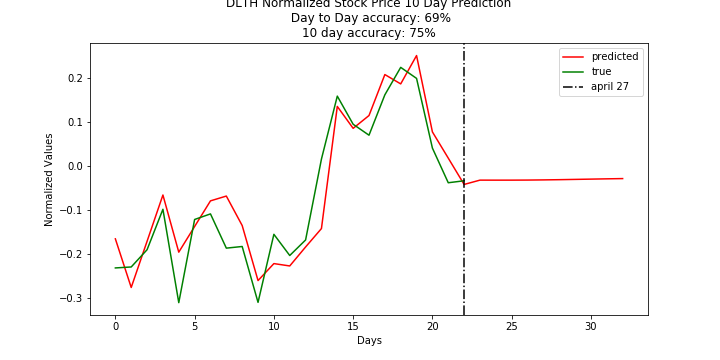 DLTH Normalized Stock Price 10 Day Prediction
Day to Day accuracy: 69%
10 day accuracy: 75%
predicted
true
april 27
0.2
0.1
0.0
−0.1
−0.2
−0.3
Normalized Values
0 5 10 15 20 25 30
Days